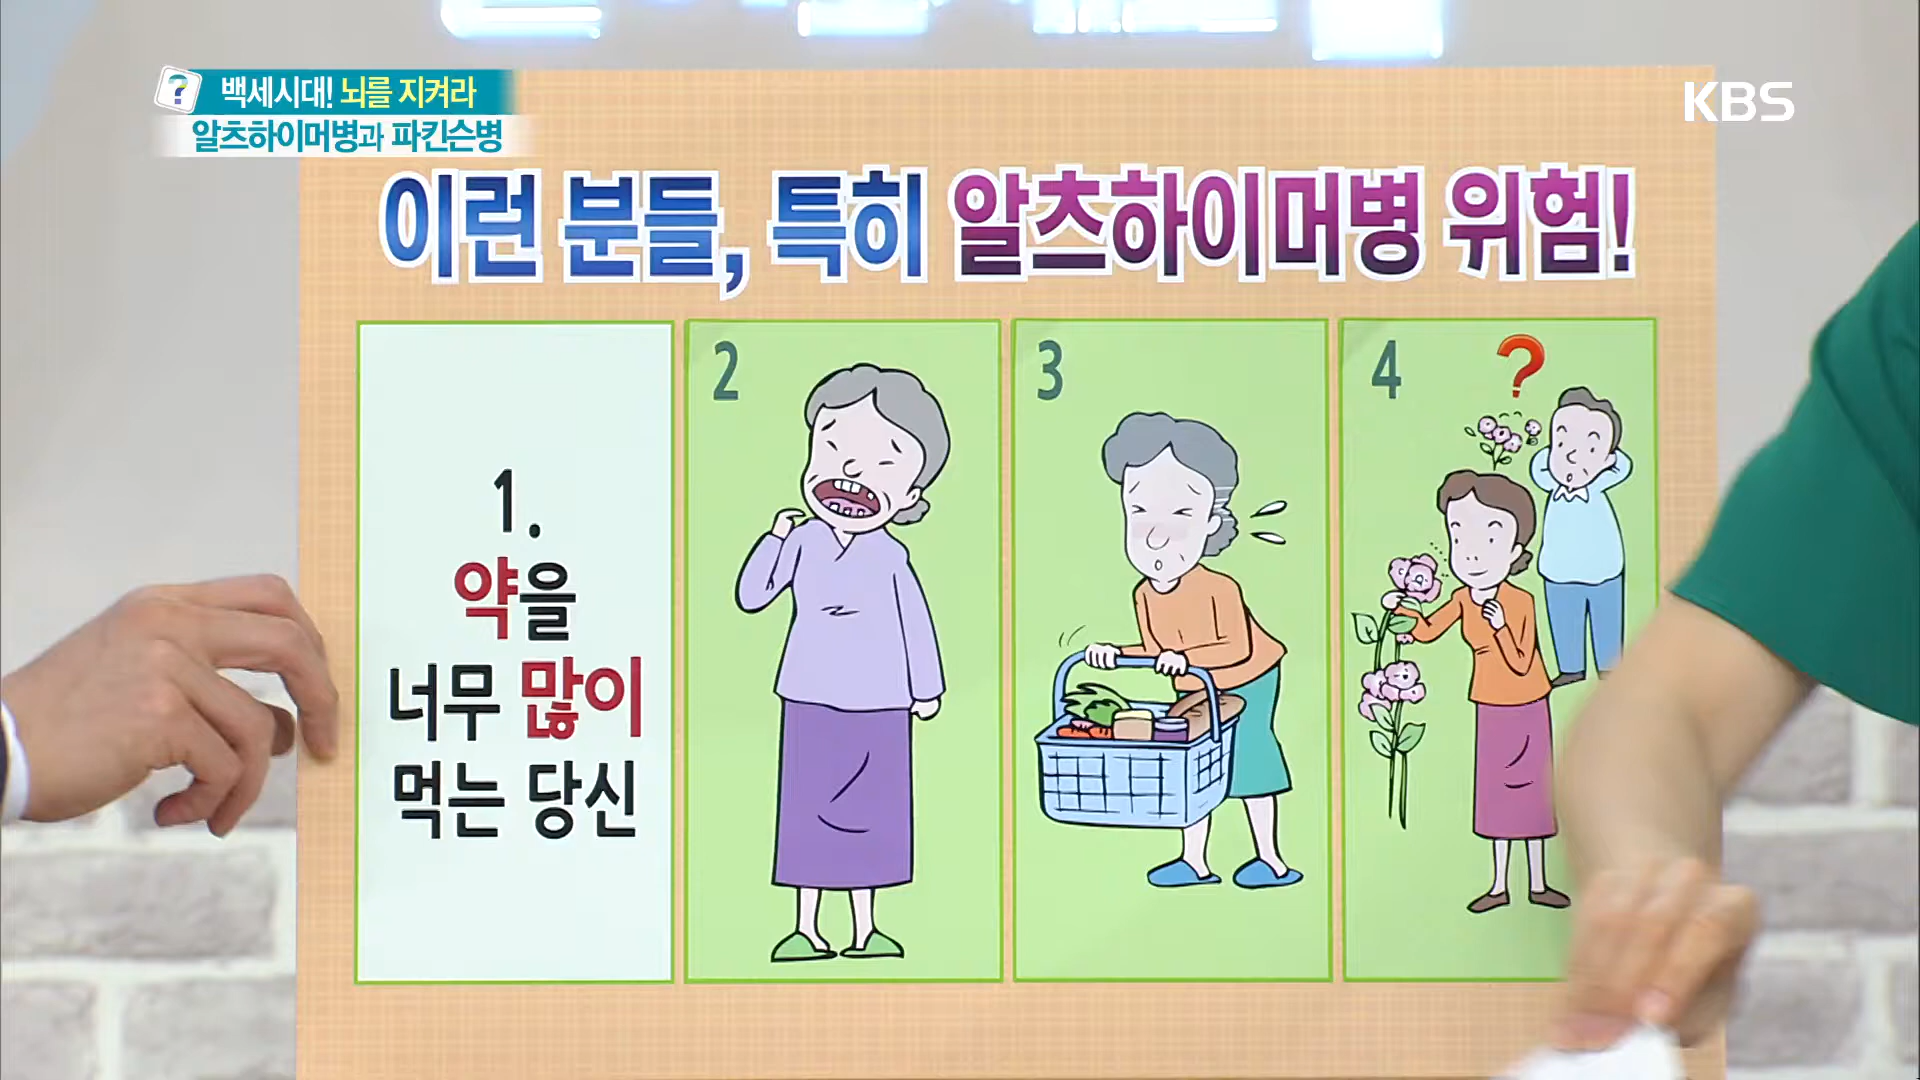 백세시대! 뇌를 지켜라
알츠하이머병과 파킨슨병
KBS
이런 분들, 특히 알츠하이머병 위험!
1.
약을
너무 많이
먹는 당신
2
3
4
?